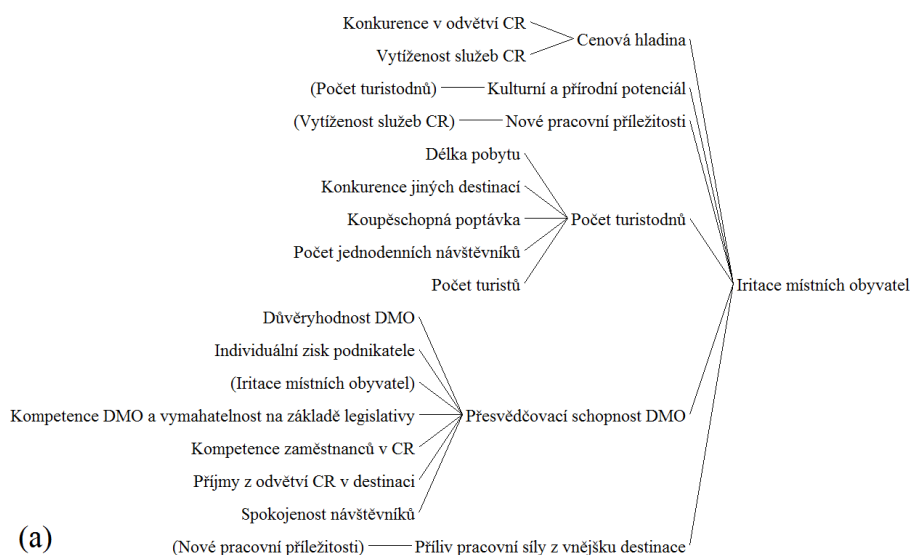 Konkurence v odvětví CR
Cenová hladina
Vytíženost služeb CR
(Počet turistodnů) Kulturní a přírodní potenciál
(Vytíženost služeb CR) Nové pracovní příležitosti
Délka pobytu
Konkurence jiných destinací
Koupěschopná poptávka Počet turistodnů
Počet jednodenních návštěvníků
Počet turistů Iritace místních obyvatel
Důvěryhodnost DMO
Individuální zisk podnikatele
(Iritace místních obyvatel)
Kompetence DMO a vymahatelnost na základě legislativy Přesvědčovací schopnost DMO
Kompetence zaměstnanců v CR
Příjmy z odvětví CR v destinaci
Spokojenost návštěvníků
(a) (Nové pracovní příležitosti) Příliv pracovní síly z vnějšku destinace